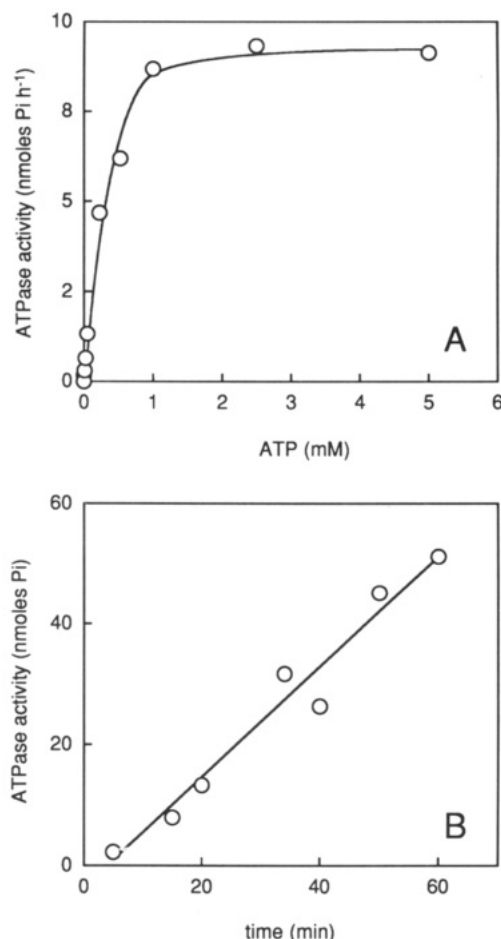 10
8
5
2
0
ATPase activity (nmoles Pi h⁻¹)
A
0 1 2 3 4 5 6
ATP (mM)
60
40
20
0
ATPase activity (nmoles Pi)
B
0 20 40 60
time (min)